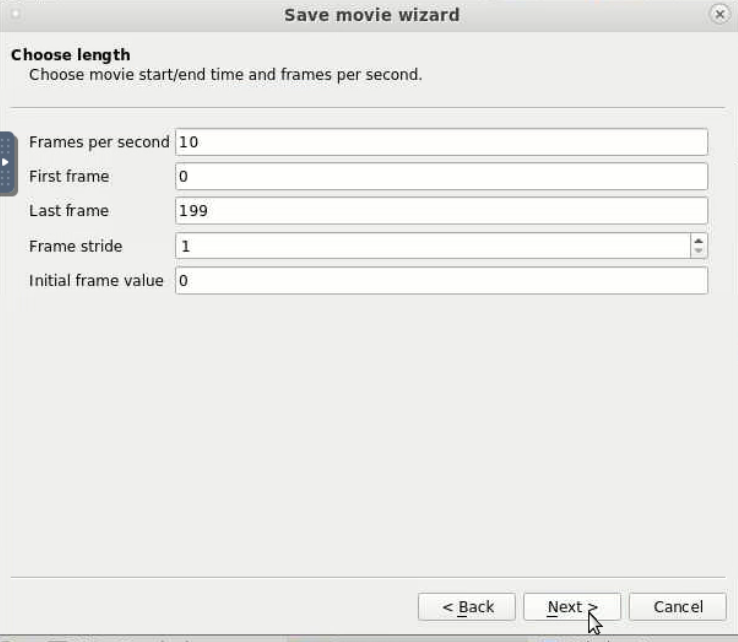 Save movie wizard
Choose length
Choose movie start/end time and frames per second.
Frames per second 10
First frame 0
Last frame 199
Frame stride 1
Initial frame value 0
< Back Next > Cancel